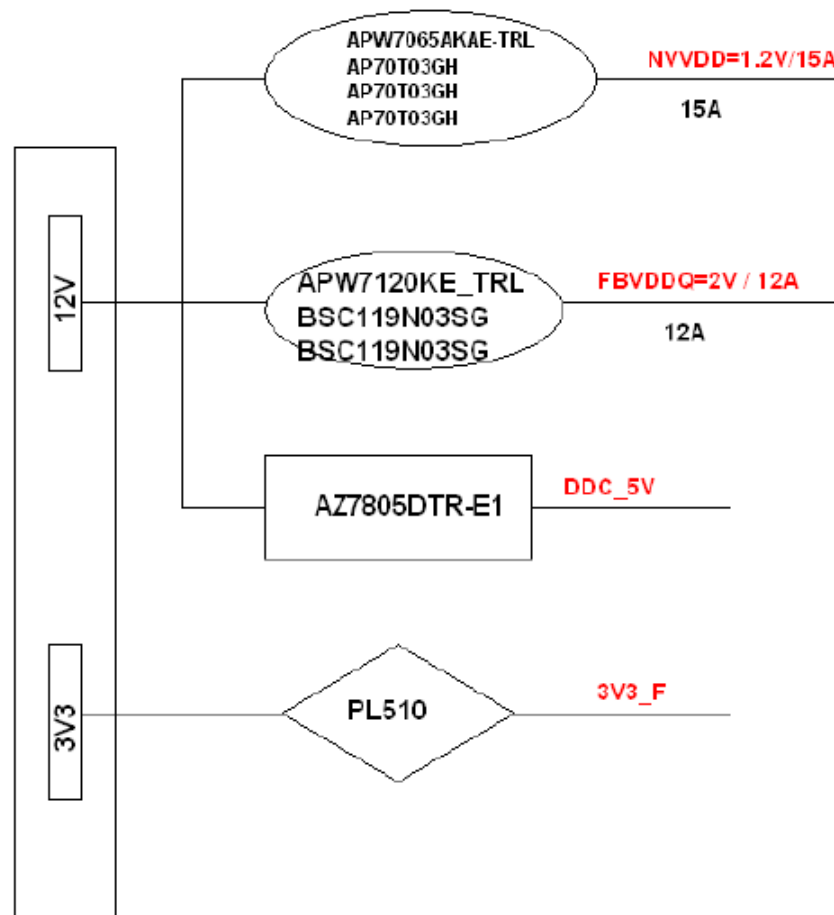 APW7065AKAE-TRL
AP70T03GH
AP70T03GH
AP70T03GH
NVVDD=1.2V/15A
15A
12V
APW7120KE_TRL
BSC119N03SG
BSC119N03SG
FBVDDQ=2V / 12A
12A
AZ7805DTR-E1
DDC_5V
3V3
PL510
3V3_F